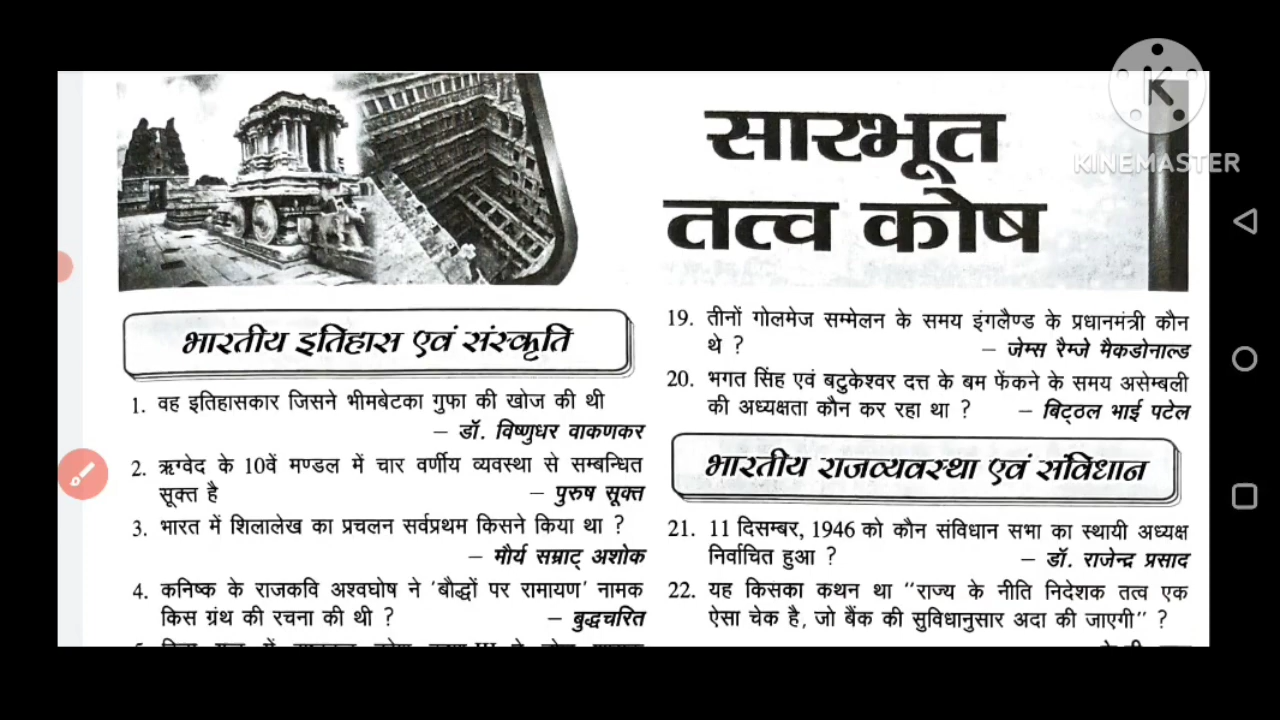 सारभूत
तत्व कोष
KINEMASTER
भारतीय इतिहास एवं संस्कृति
1. वह इतिहासकार जिसने भीमबेटका गुफा की खोज की थी
– डॉ. विष्णुधर वाकणकर
2. ऋग्वेद के 10वें मण्डल में चार वर्णीय व्यवस्था से सम्बन्धित
सूक्त है – पुरुष सूक्त
3. भारत में शिलालेख का प्रचलन सर्वप्रथम किसने किया था ?
– मौर्य सम्राट् अशोक
4. कनिष्क के राजकवि अश्वघोष ने 'बौद्धों पर रामायण' नामक
किस ग्रंथ की रचना की थी ? – बुद्धचरित
19. तीनों गोलमेज सम्मेलन के समय इंगलैण्ड के प्रधानमंत्री कौन
थे ? – जेम्स रैम्जे मैकडोनाल्ड
20. भगत सिंह एवं बटुकेश्वर दत्त के बम फेंकने के समय असेम्बली
की अध्यक्षता कौन कर रहा था ? – बिट्ठल भाई पटेल
भारतीय राजव्यवस्था एवं संविधान
21. 11 दिसम्बर, 1946 को कौन संविधान सभा का स्थायी अध्यक्ष
निर्वाचित हुआ ? – डॉ. राजेन्द्र प्रसाद
22. यह किसका कथन था "राज्य के नीति निदेशक तत्व एक
ऐसा चेक है, जो बैंक की सुविधानुसार अदा की जाएगी" ?